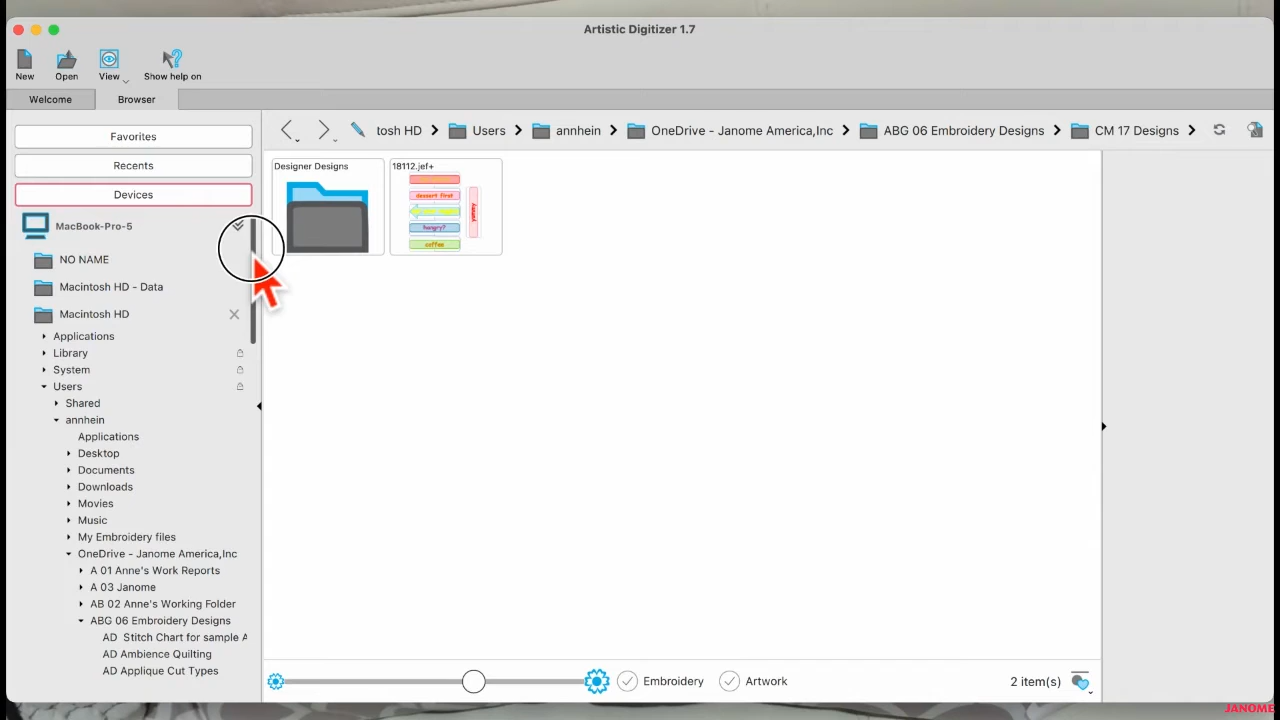 Artistic Digitizer 1.7
New Open View Show help on
Welcome Browser
Favorites
Recents
Devices
MacBook-Pro-5
NO NAME
Macintosh HD - Data
Macintosh HD
Applications
Library
System
Users
Shared
annhein
Applications
Desktop
Documents
Downloads
Movies
Music
My Embroidery files
OneDrive - Janome America,Inc
A 01 Anne's Work Reports
A 03 Janome
AB 02 Anne's Working Folder
ABG 06 Embroidery Designs
AD Stitch Chart for sample A
AD Ambience Quilting
AD Applique Cut Types
tosh HD Users annhein OneDrive - Janome America,Inc ABG 06 Embroidery Designs CM 17 Designs
Designer Designs
18112.jef+
dessert first
hungry?
coffee
yummy
Embroidery Artwork
2 item(s)
JANOME